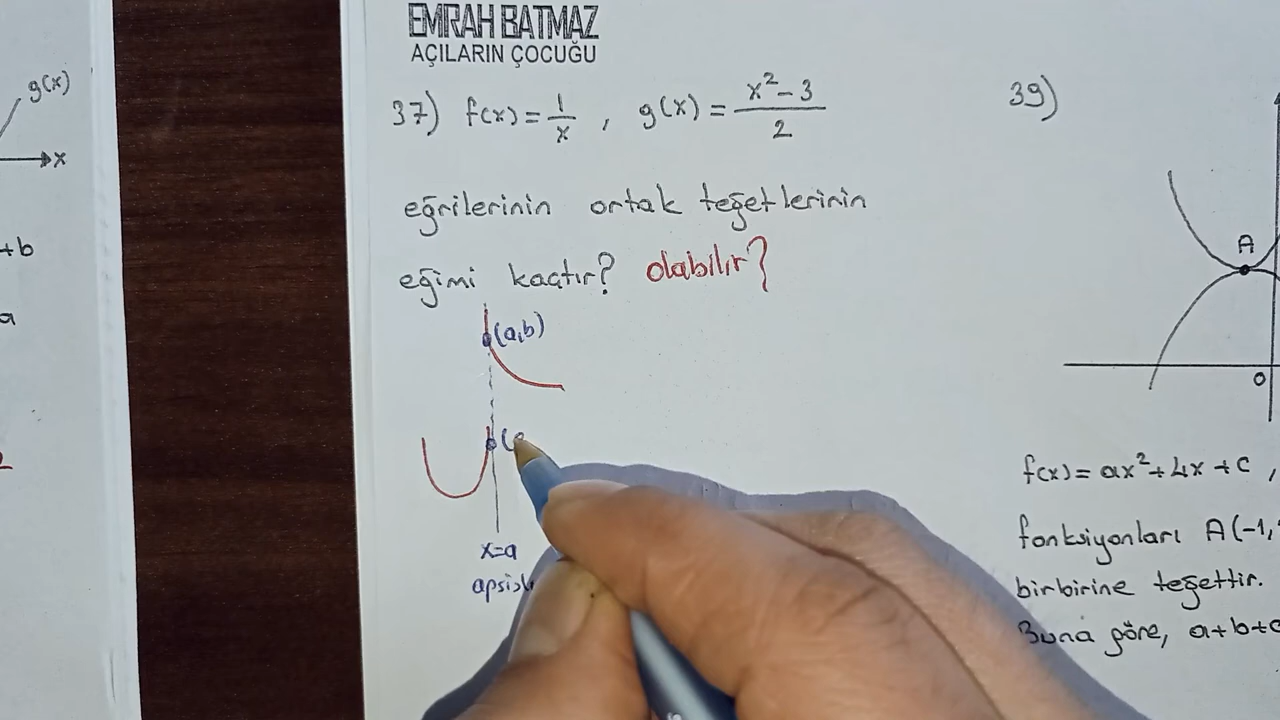 g(x)
x
+b
a
EMRAH BATMAZ
AÇILARIN ÇOCUĞU
37) f(x) = 1/x , g(x) = x²-3/2
eğrilerinin ortak teğetlerinin
eğimi kaçtır? olabilir?
(a,b)
x=a
39)
A
O
f(x) = ax²+4x+c ,
fonksiyonları A(-1,
birbirine teğettir.
Buna göre, a+b+c